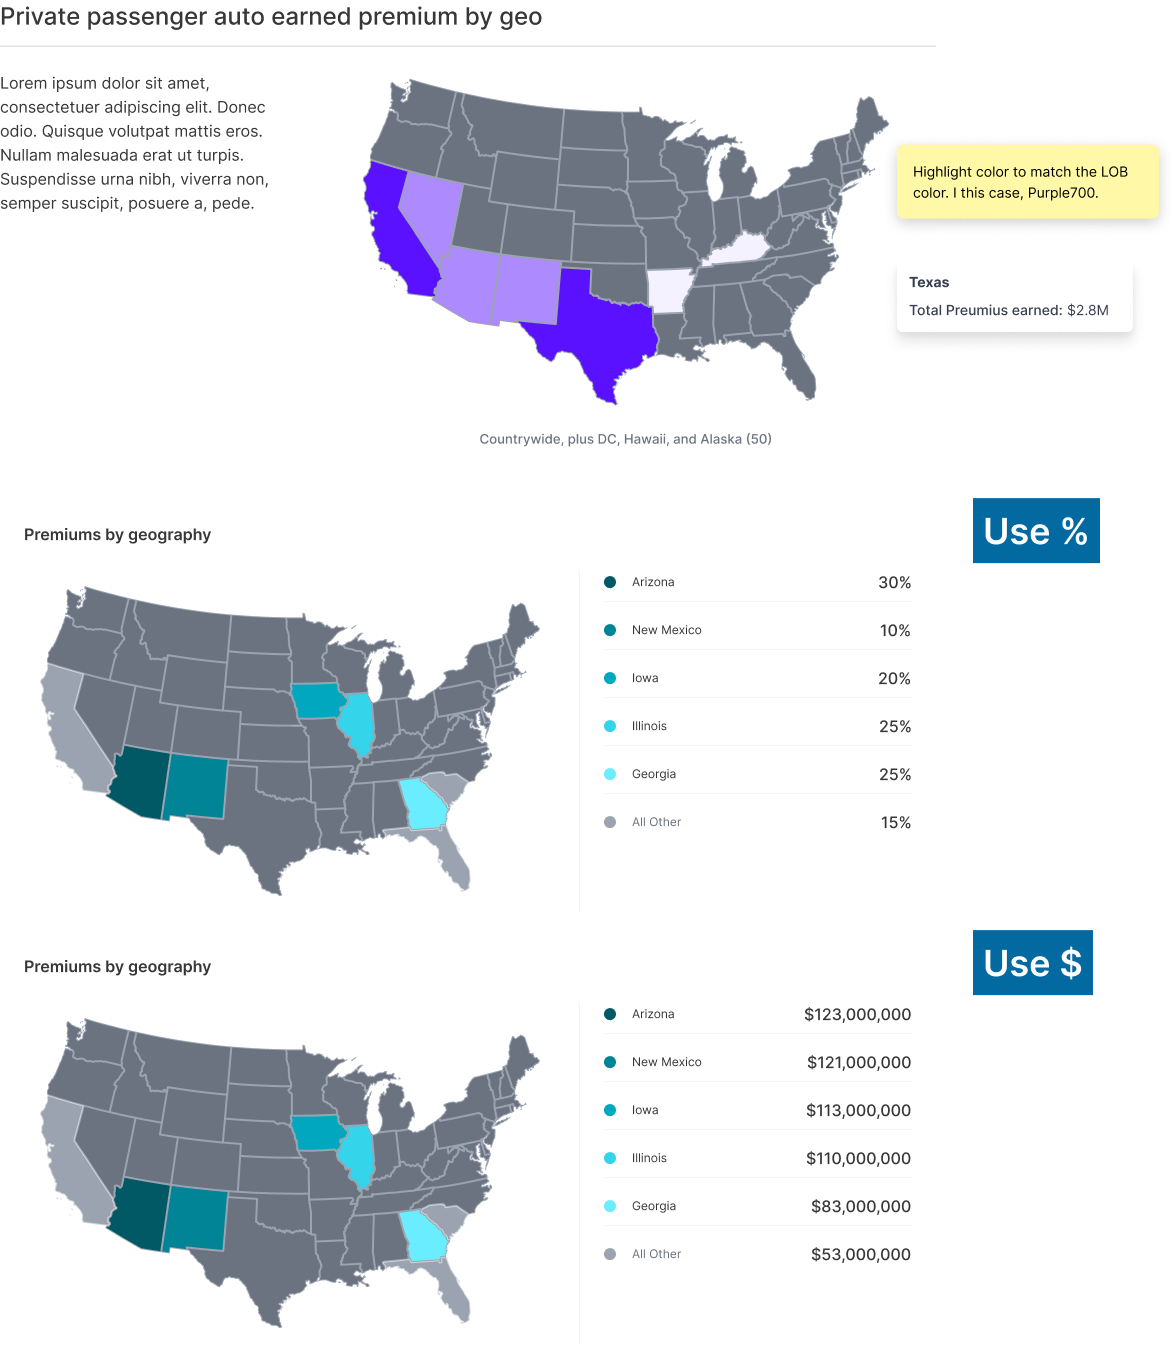 Private passenger auto earned premium by geo
Lorem ipsum dolor sit amet,
consectetuer adipiscing elit. Donec
odio. Quisque volutpat mattis eros.
Nullam malesuada erat ut turpis.
Suspendisse urna nibh, viverra non,
semper suscipit, posuere a, pede.
Highlight color to match the LOB
color. I this case, Purple700.
Texas
Total Preumius earned: $2.8M
Countrywide, plus DC, Hawaii, and Alaska (50)
Use %
Premiums by geography
Arizona 30%
New Mexico 10%
Iowa 20%
Illinois 25%
Georgia 25%
All Other 15%
Use $
Premiums by geography
Arizona $123,000,000
New Mexico $121,000,000
Iowa $113,000,000
Illinois $110,000,000
Georgia $83,000,000
All Other $53,000,000